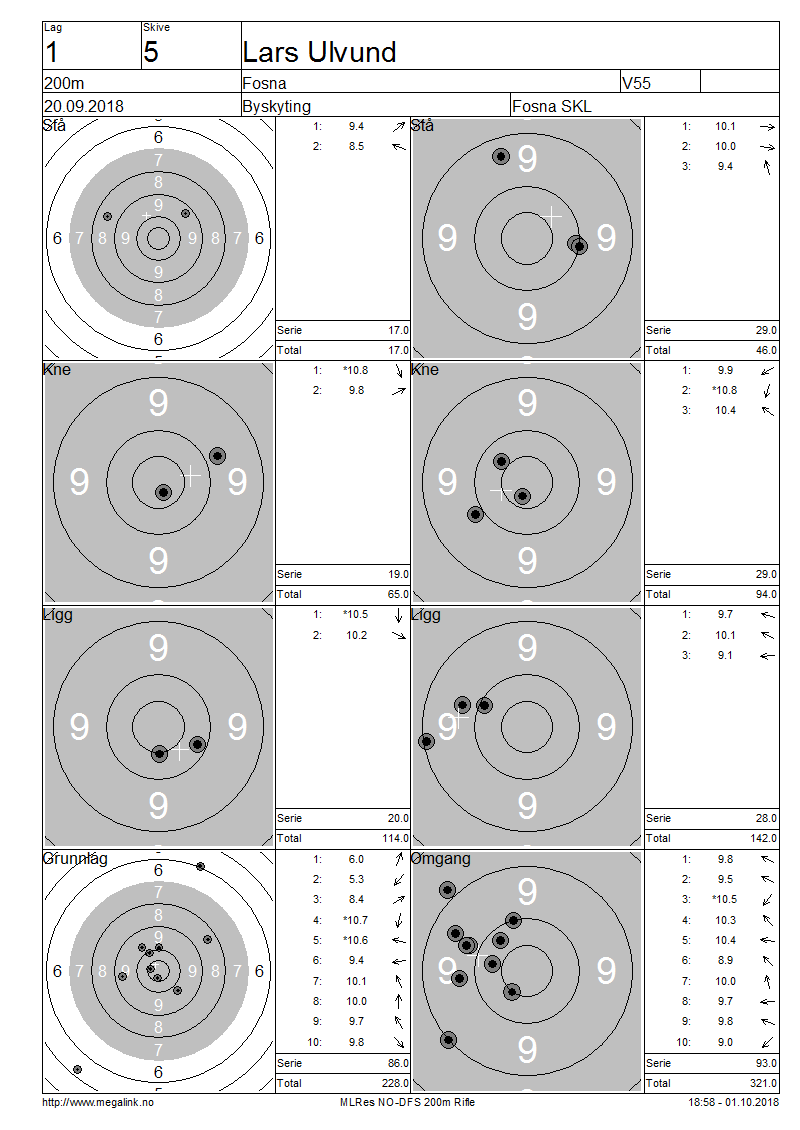 Lag Skive
1 5 Lars Ulvund
200m Fosna V55
20.09.2018 Byskyting Fosna SKL
Stå
6
7
8
9
6 7 8 9 9 8 7 6
9
8
7
6
5
1: 9.4
2: 8.5
Serie 17.0
Total 17.0
Stå
9
9 9
9
1: 10.1
2: 10.0
3: 9.4
Serie 29.0
Total 46.0
Kne
9
9 9
9
1: *10.8
2: 9.8
Serie 19.0
Total 65.0
Kne
9
9 9
9
1: 9.9
2: *10.8
3: 10.4
Serie 29.0
Total 94.0
Ligg
9
9 9
9
1: *10.5
2: 10.2
Serie 20.0
Total 114.0
Ligg
9
9 9
9
1: 9.7
2: 10.1
3: 9.1
Serie 28.0
Total 142.0
Grunnlag
6
7
8
9
6 7 8 9 9 8 7 6
9
8
7
6
5
1: 6.0
2: 5.3
3: 8.4
4: *10.7
5: *10.6
6: 9.4
7: 10.1
8: 10.0
9: 9.7
10: 9.8
Serie 86.0
Total 228.0
Omgang
9
9 9
9
1: 9.8
2: 9.5
3: *10.5
4: 10.3
5: 10.4
6: 8.9
7: 10.0
8: 9.7
9: 9.8
10: 9.0
Serie 93.0
Total 321.0
http://www.megalink.no MLRes NO-DFS 200m Rifle 18:58 - 01.10.2018